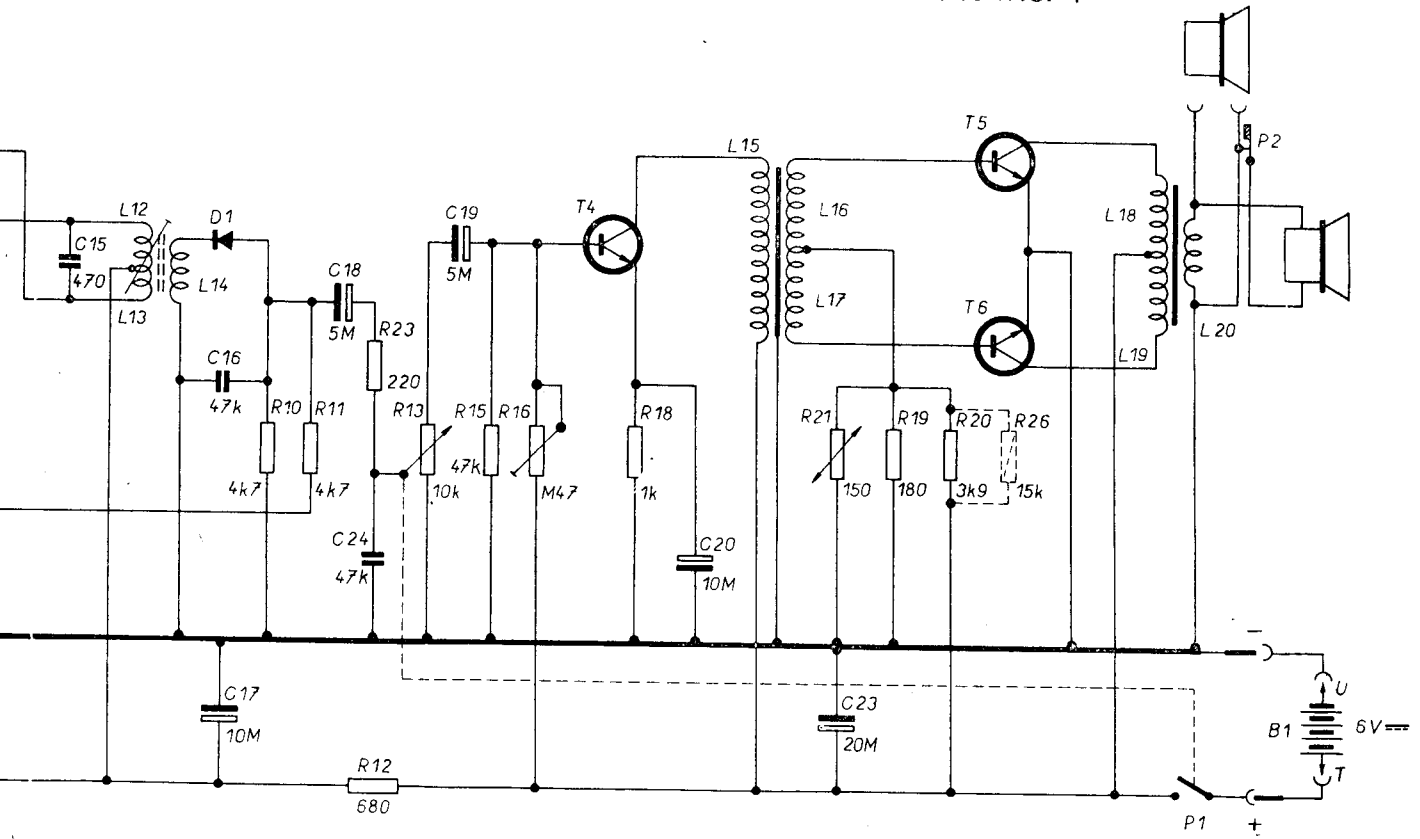 T5
P2
L15
L12
D1
C19
T4
L16
L18
C15
470
5M
C18
L14
L17
T6
L13
5M
R23
L20
L19
C16
220
47k
R10
R11
R13
R15
R16
R18
R21
R19
R20
R26
47k
4k7
4k7
10k
M47
1k
150
180
3k9
15k
C24
C20
47k
10M
−
C17
C23
U
10M
20M
B1
6V
R12
T
680
P1
+